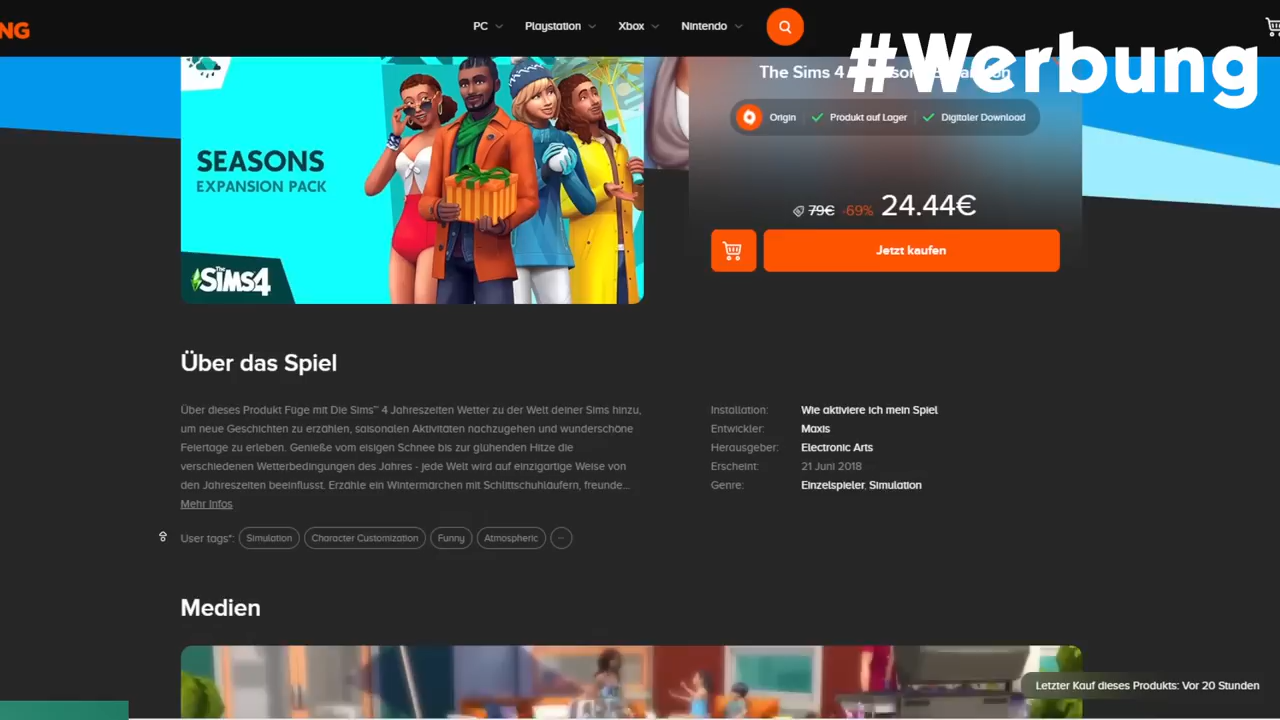 NG
PC
Playstation
Xbox
Nintendo
#Werbung
The Sims 4
Origin
Produkt auf Lager
Digitaler Download
SEASONS
EXPANSION PACK
The SiMS4
79€ -69% 24.44€
Jetzt kaufen
Über das Spiel
Über dieses Produkt Füge mit Die Sims™ 4 Jahreszeiten Wetter zu der Welt deiner Sims hinzu,
um neue Geschichten zu erzählen, saisonalen Aktivitäten nachzugehen und wunderschöne
Feiertage zu erleben. Genieße vom eisigen Schnee bis zur glühenden Hitze die
verschiedenen Wetterbedingungen des Jahres - jede Welt wird auf einzigartige Weise von
den Jahreszeiten beeinflusst. Erzähle ein Wintermärchen mit Schlittschuhläufern, freunde...
Mehr Infos
Installation: Wie aktiviere ich mein Spiel
Entwickler: Maxis
Herausgeber: Electronic Arts
Erscheint: 21 Juni 2018
Genre: Einzelspieler, Simulation
User tags*: Simulation Character Customization Funny Atmospheric ...
Medien
Letzter Kauf dieses Produkts: Vor 20 Stunden